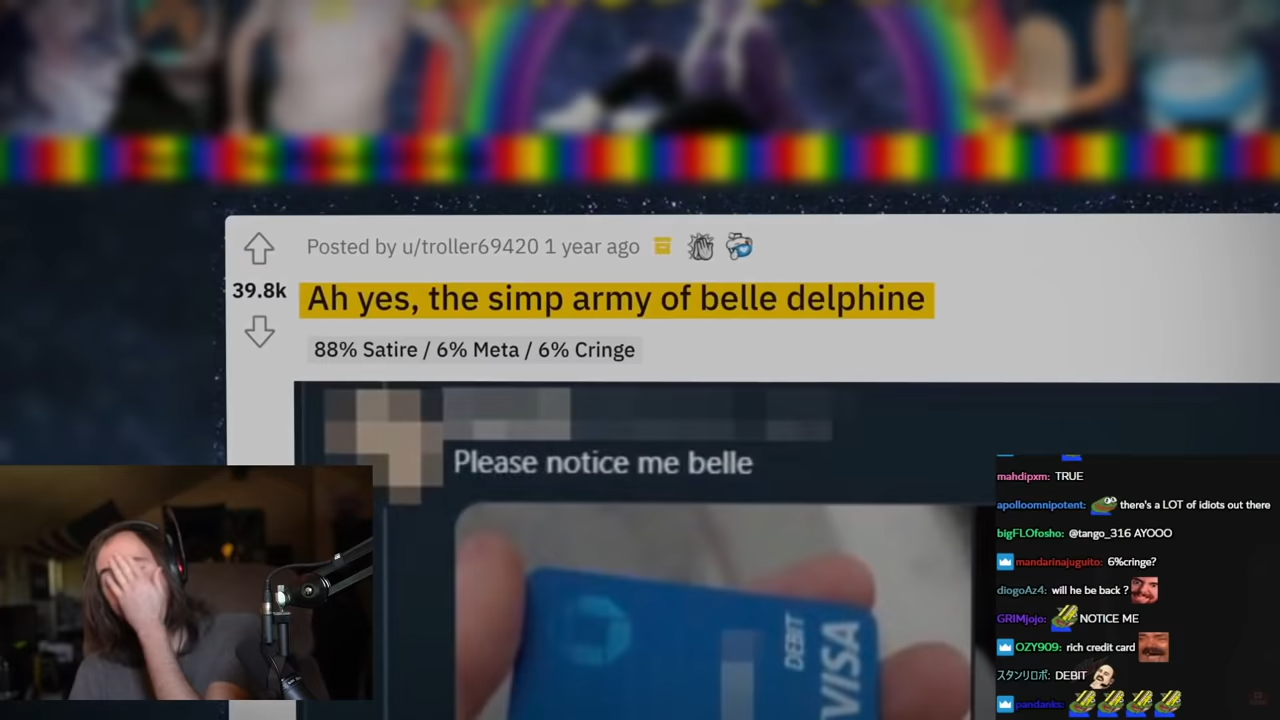 Posted by u/troller69420 1 year ago
39.8k
Ah yes, the simp army of belle delphine
88% Satire / 6% Meta / 6% Cringe
Please notice me belle
DEBIT
VISA
mahdipxm: TRUE
apolloomnipotent: there's a LOT of idiots out there
bigFLOfosho: @tango_316 AYOOO
mandarinajuguito: 6%cringe?
diogoAz4: will he be back ?
GRIMjojo: NOTICE ME
OZY909: rich credit card
スタンリロボ: DEBIT
pandanks: